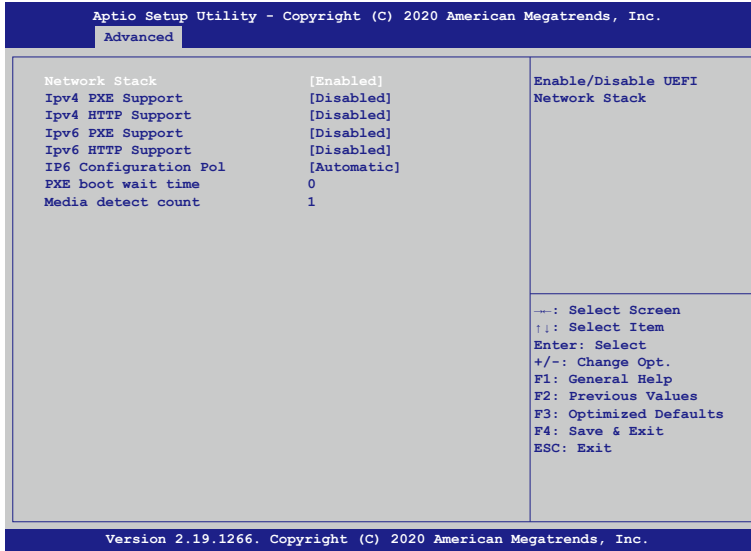 Aptio Setup Utility - Copyright (C) 2020 American Megatrends, Inc.
Advanced
Network Stack [Enabled]
Ipv4 PXE Support [Disabled]
Ipv4 HTTP Support [Disabled]
Ipv6 PXE Support [Disabled]
Ipv6 HTTP Support [Disabled]
IP6 Configuration Pol [Automatic]
PXE boot wait time 0
Media detect count 1
Enable/Disable UEFI
Network Stack
→←: Select Screen
↑↓: Select Item
Enter: Select
+/-: Change Opt.
F1: General Help
F2: Previous Values
F3: Optimized Defaults
F4: Save & Exit
ESC: Exit
Version 2.19.1266. Copyright (C) 2020 American Megatrends, Inc.